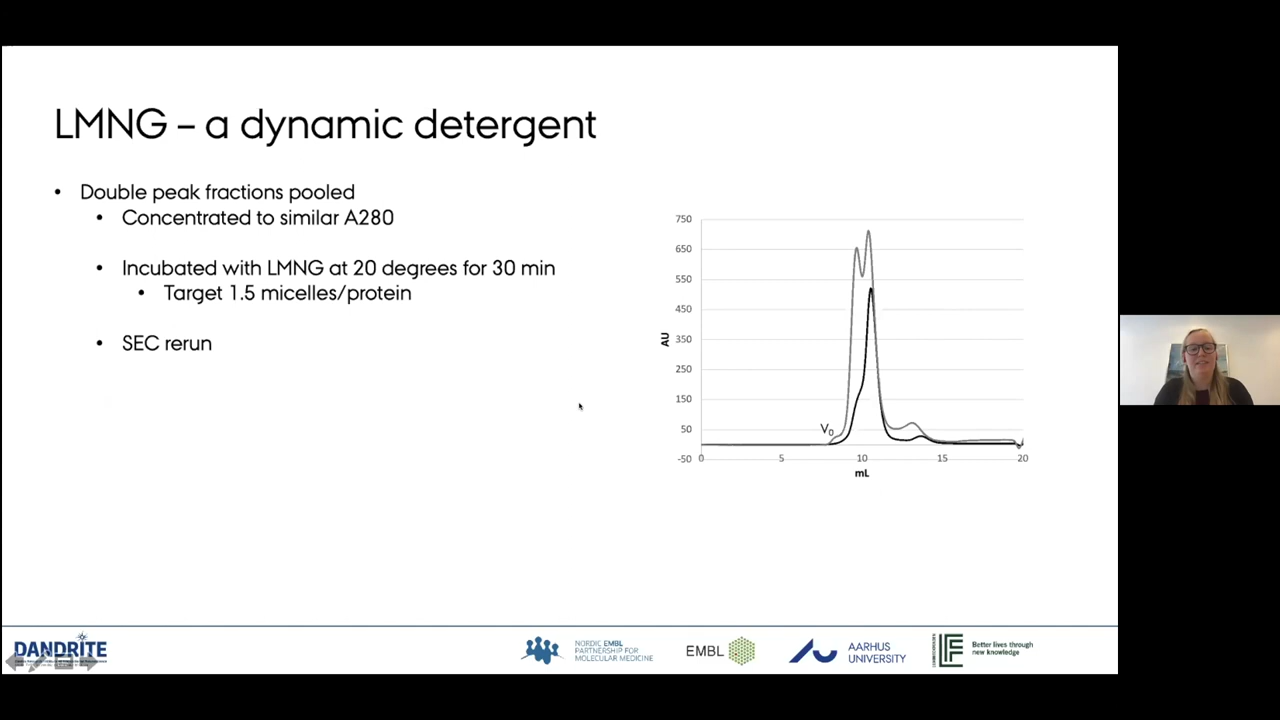 LMNG – a dynamic detergent
• Double peak fractions pooled
• Concentrated to similar A280
• Incubated with LMNG at 20 degrees for 30 min
• Target 1.5 micelles/protein
• SEC rerun
750
650
550
450
350
250
150
50
-50
AU
V₀
0 5 10 15 20
mL
DANDRITE
NORDIC EMBL
PARTNERSHIP FOR
MOLECULAR MEDICINE
EMBL
AARHUS
UNIVERSITY
Better lives through
new knowledge